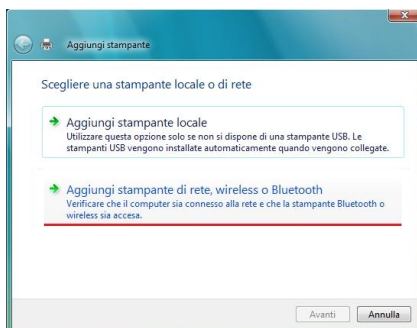 Aggiungi stampante
Scegliere una stampante locale o di rete
Aggiungi stampante locale
Utilizzare questa opzione solo se non si dispone di una stampante USB. Le
stampanti USB vengono installate automaticamente quando vengono collegate.
Aggiungi stampante di rete, wireless o Bluetooth
Verificare che il computer sia connesso alla rete e che la stampante Bluetooth o
wireless sia accesa.
Avanti
Annulla